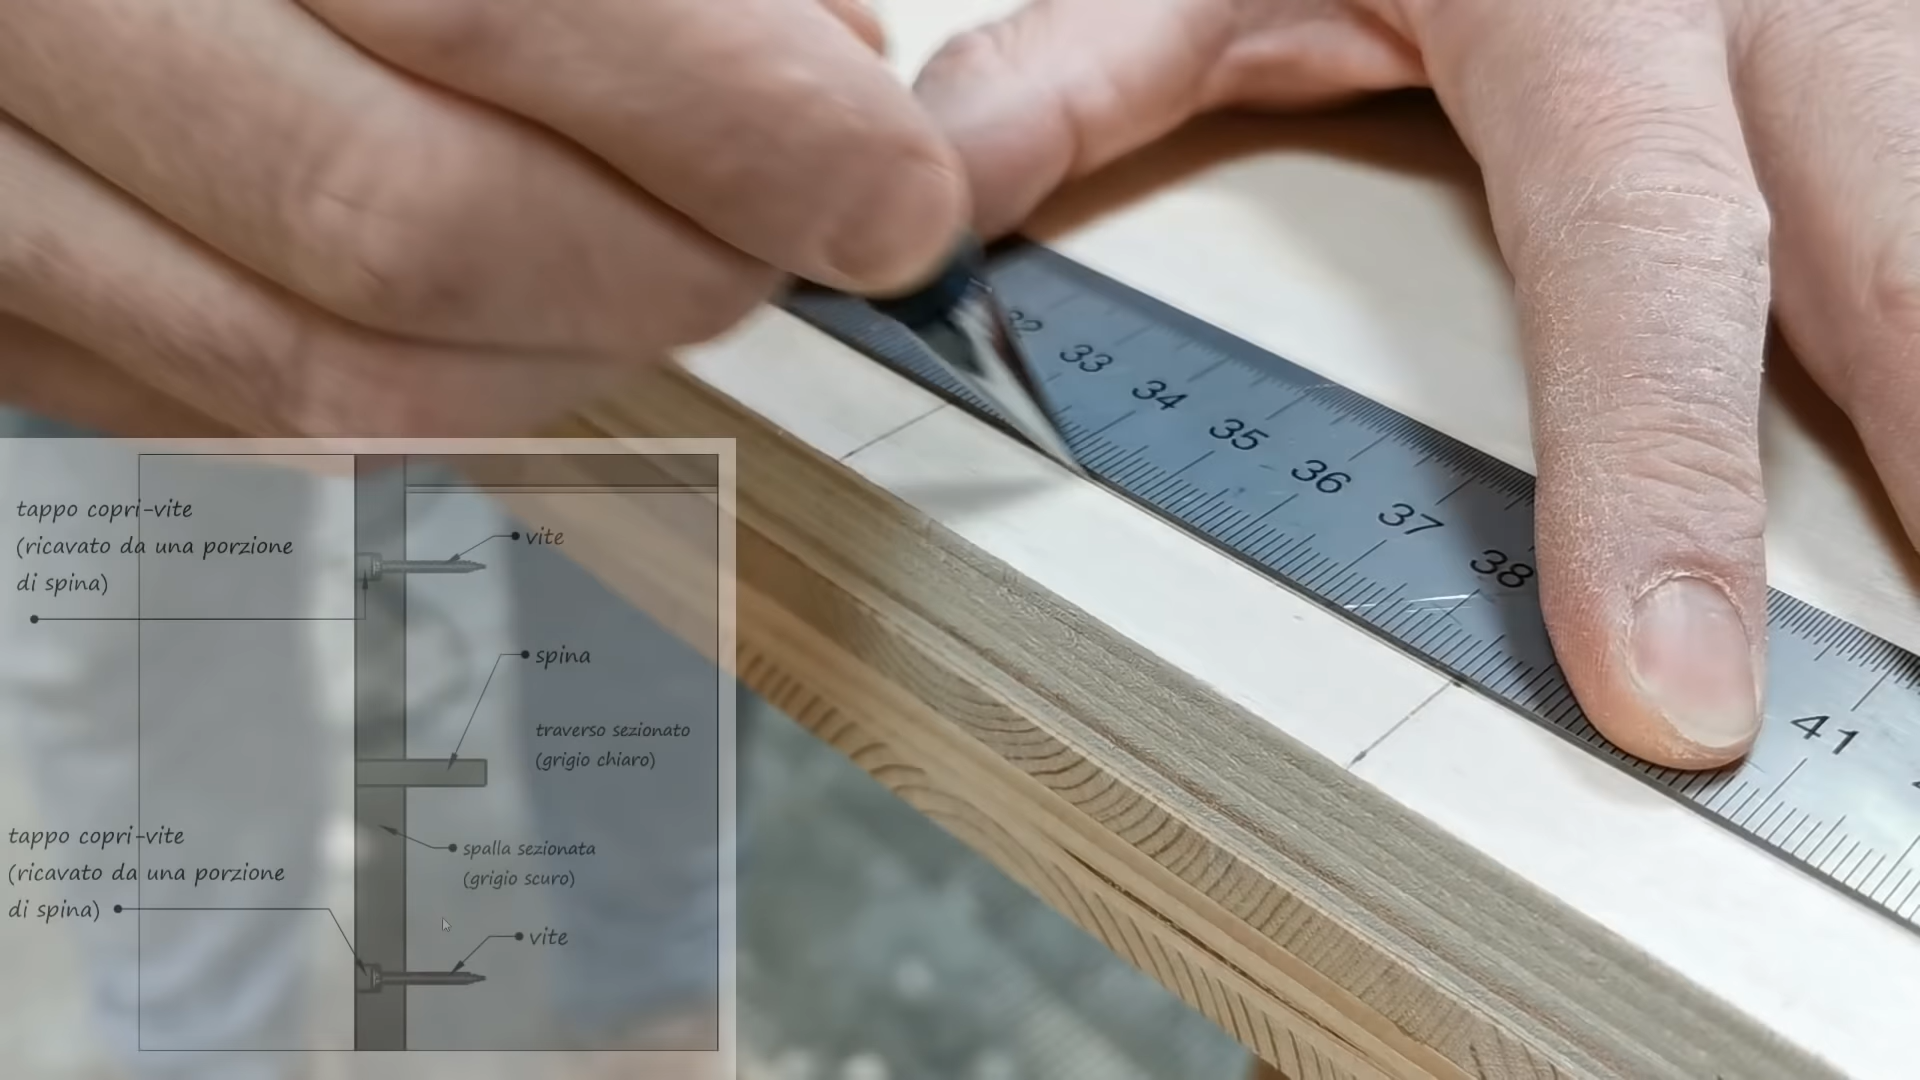 tappo copri-vite
(ricavato da una porzione
di spina)
vite
spina
traverso sezionato
(grigio chiaro)
tappo copri-vite
(ricavato da una porzione
di spina)
spalla sezionata
(grigio scuro)
vite
32
33
34
35
36
37
38
41